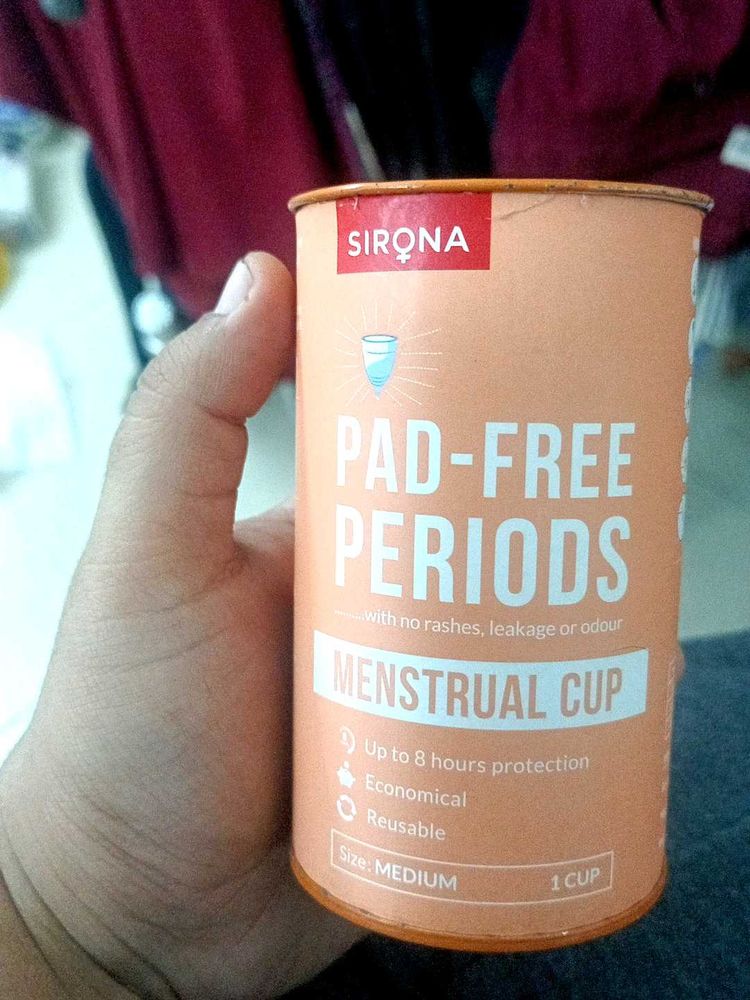 SIRONA
PAD-FREE
PERIODS
..........with no rashes, leakage or odour
MENSTRUAL CUP
Up to 8 hours protection
Economical
Reusable
Size: MEDIUM 1 CUP